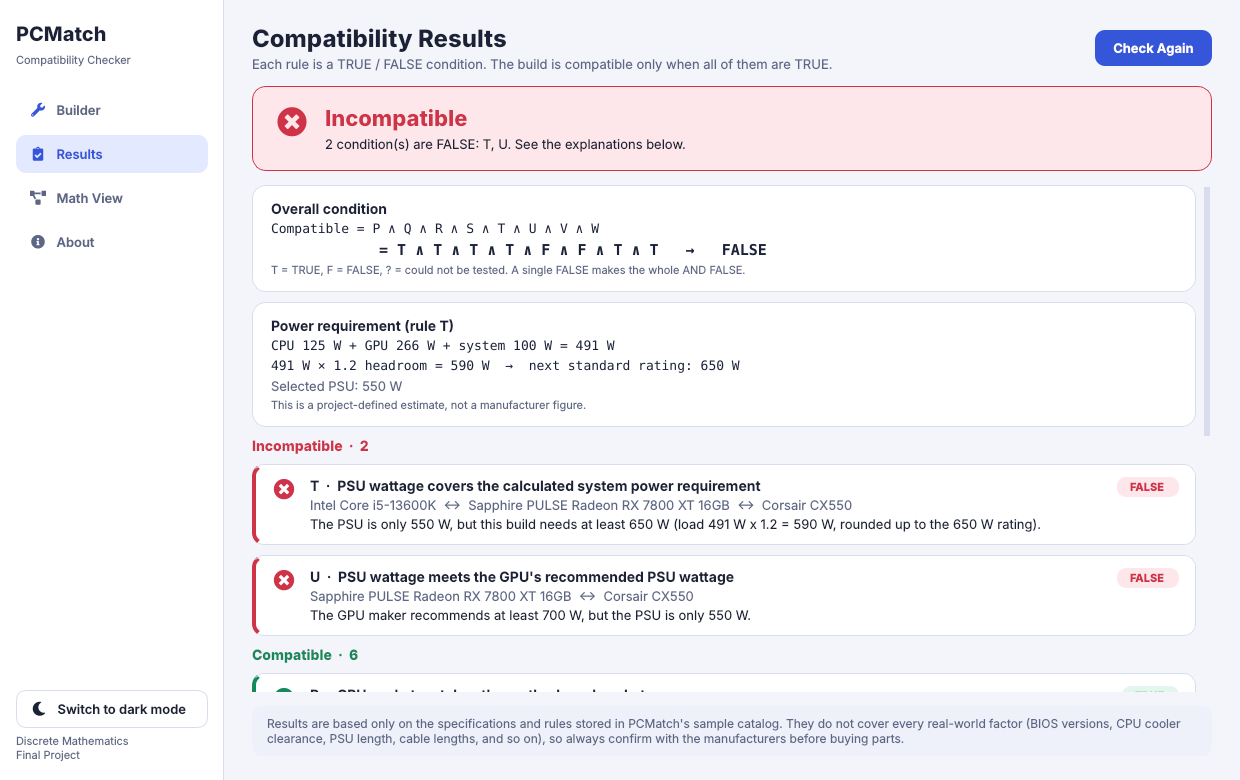 PCMatch
Compatibility Checker
Builder
Results
Math View
About
Switch to dark mode
Discrete Mathematics
Final Project
Compatibility Results
Each rule is a TRUE / FALSE condition. The build is compatible only when all of them are TRUE.
Check Again
Incompatible
2 condition(s) are FALSE: T, U. See the explanations below.
Overall condition
Compatible = P ∧ Q ∧ R ∧ S ∧ T ∧ U ∧ V ∧ W
= T ∧ T ∧ T ∧ T ∧ F ∧ F ∧ T ∧ T → FALSE
T = TRUE, F = FALSE, ? = could not be tested. A single FALSE makes the whole AND FALSE.
Power requirement (rule T)
CPU 125 W + GPU 266 W + system 100 W = 491 W
491 W × 1.2 headroom = 590 W → next standard rating: 650 W
Selected PSU: 550 W
This is a project-defined estimate, not a manufacturer figure.
Incompatible · 2
T · PSU wattage covers the calculated system power requirement
FALSE
Intel Core i5-13600K ↔ Sapphire PULSE Radeon RX 7800 XT 16GB ↔ Corsair CX550
The PSU is only 550 W, but this build needs at least 650 W (load 491 W x 1.2 = 590 W, rounded up to the 650 W rating).
U · PSU wattage meets the GPU's recommended PSU wattage
FALSE
Sapphire PULSE Radeon RX 7800 XT 16GB ↔ Corsair CX550
The GPU maker recommends at least 700 W, but the PSU is only 550 W.
Compatible · 6
Results are based only on the specifications and rules stored in PCMatch's sample catalog. They do not cover every real-world factor (BIOS versions, CPU cooler
clearance, PSU length, cable lengths, and so on), so always confirm with the manufacturers before buying parts.